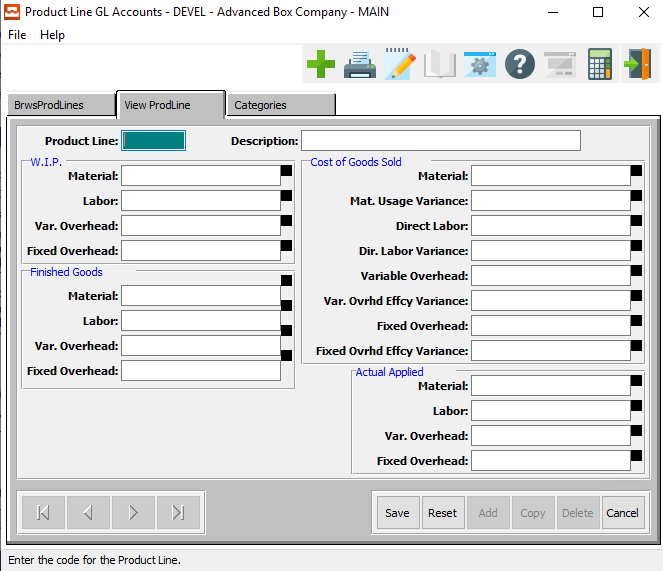 Product Line GL Accounts - DEVEL - Advanced Box Company - MAIN
File Help
BrwsProdLines View ProdLine Categories
Product Line: Description:
W.I.P.
Material:
Labor:
Var. Overhead:
Fixed Overhead:
Finished Goods
Material:
Labor:
Var. Overhead:
Fixed Overhead:
Cost of Goods Sold
Material:
Mat. Usage Variance:
Direct Labor:
Dir. Labor Variance:
Variable Overhead:
Var. Ovrhd Effcy Variance:
Fixed Overhead:
Fixed Ovrhd Effcy Variance:
Actual Applied
Material:
Labor:
Var. Overhead:
Fixed Overhead:
Save Reset Add Copy Delete Cancel
Enter the code for the Product Line.